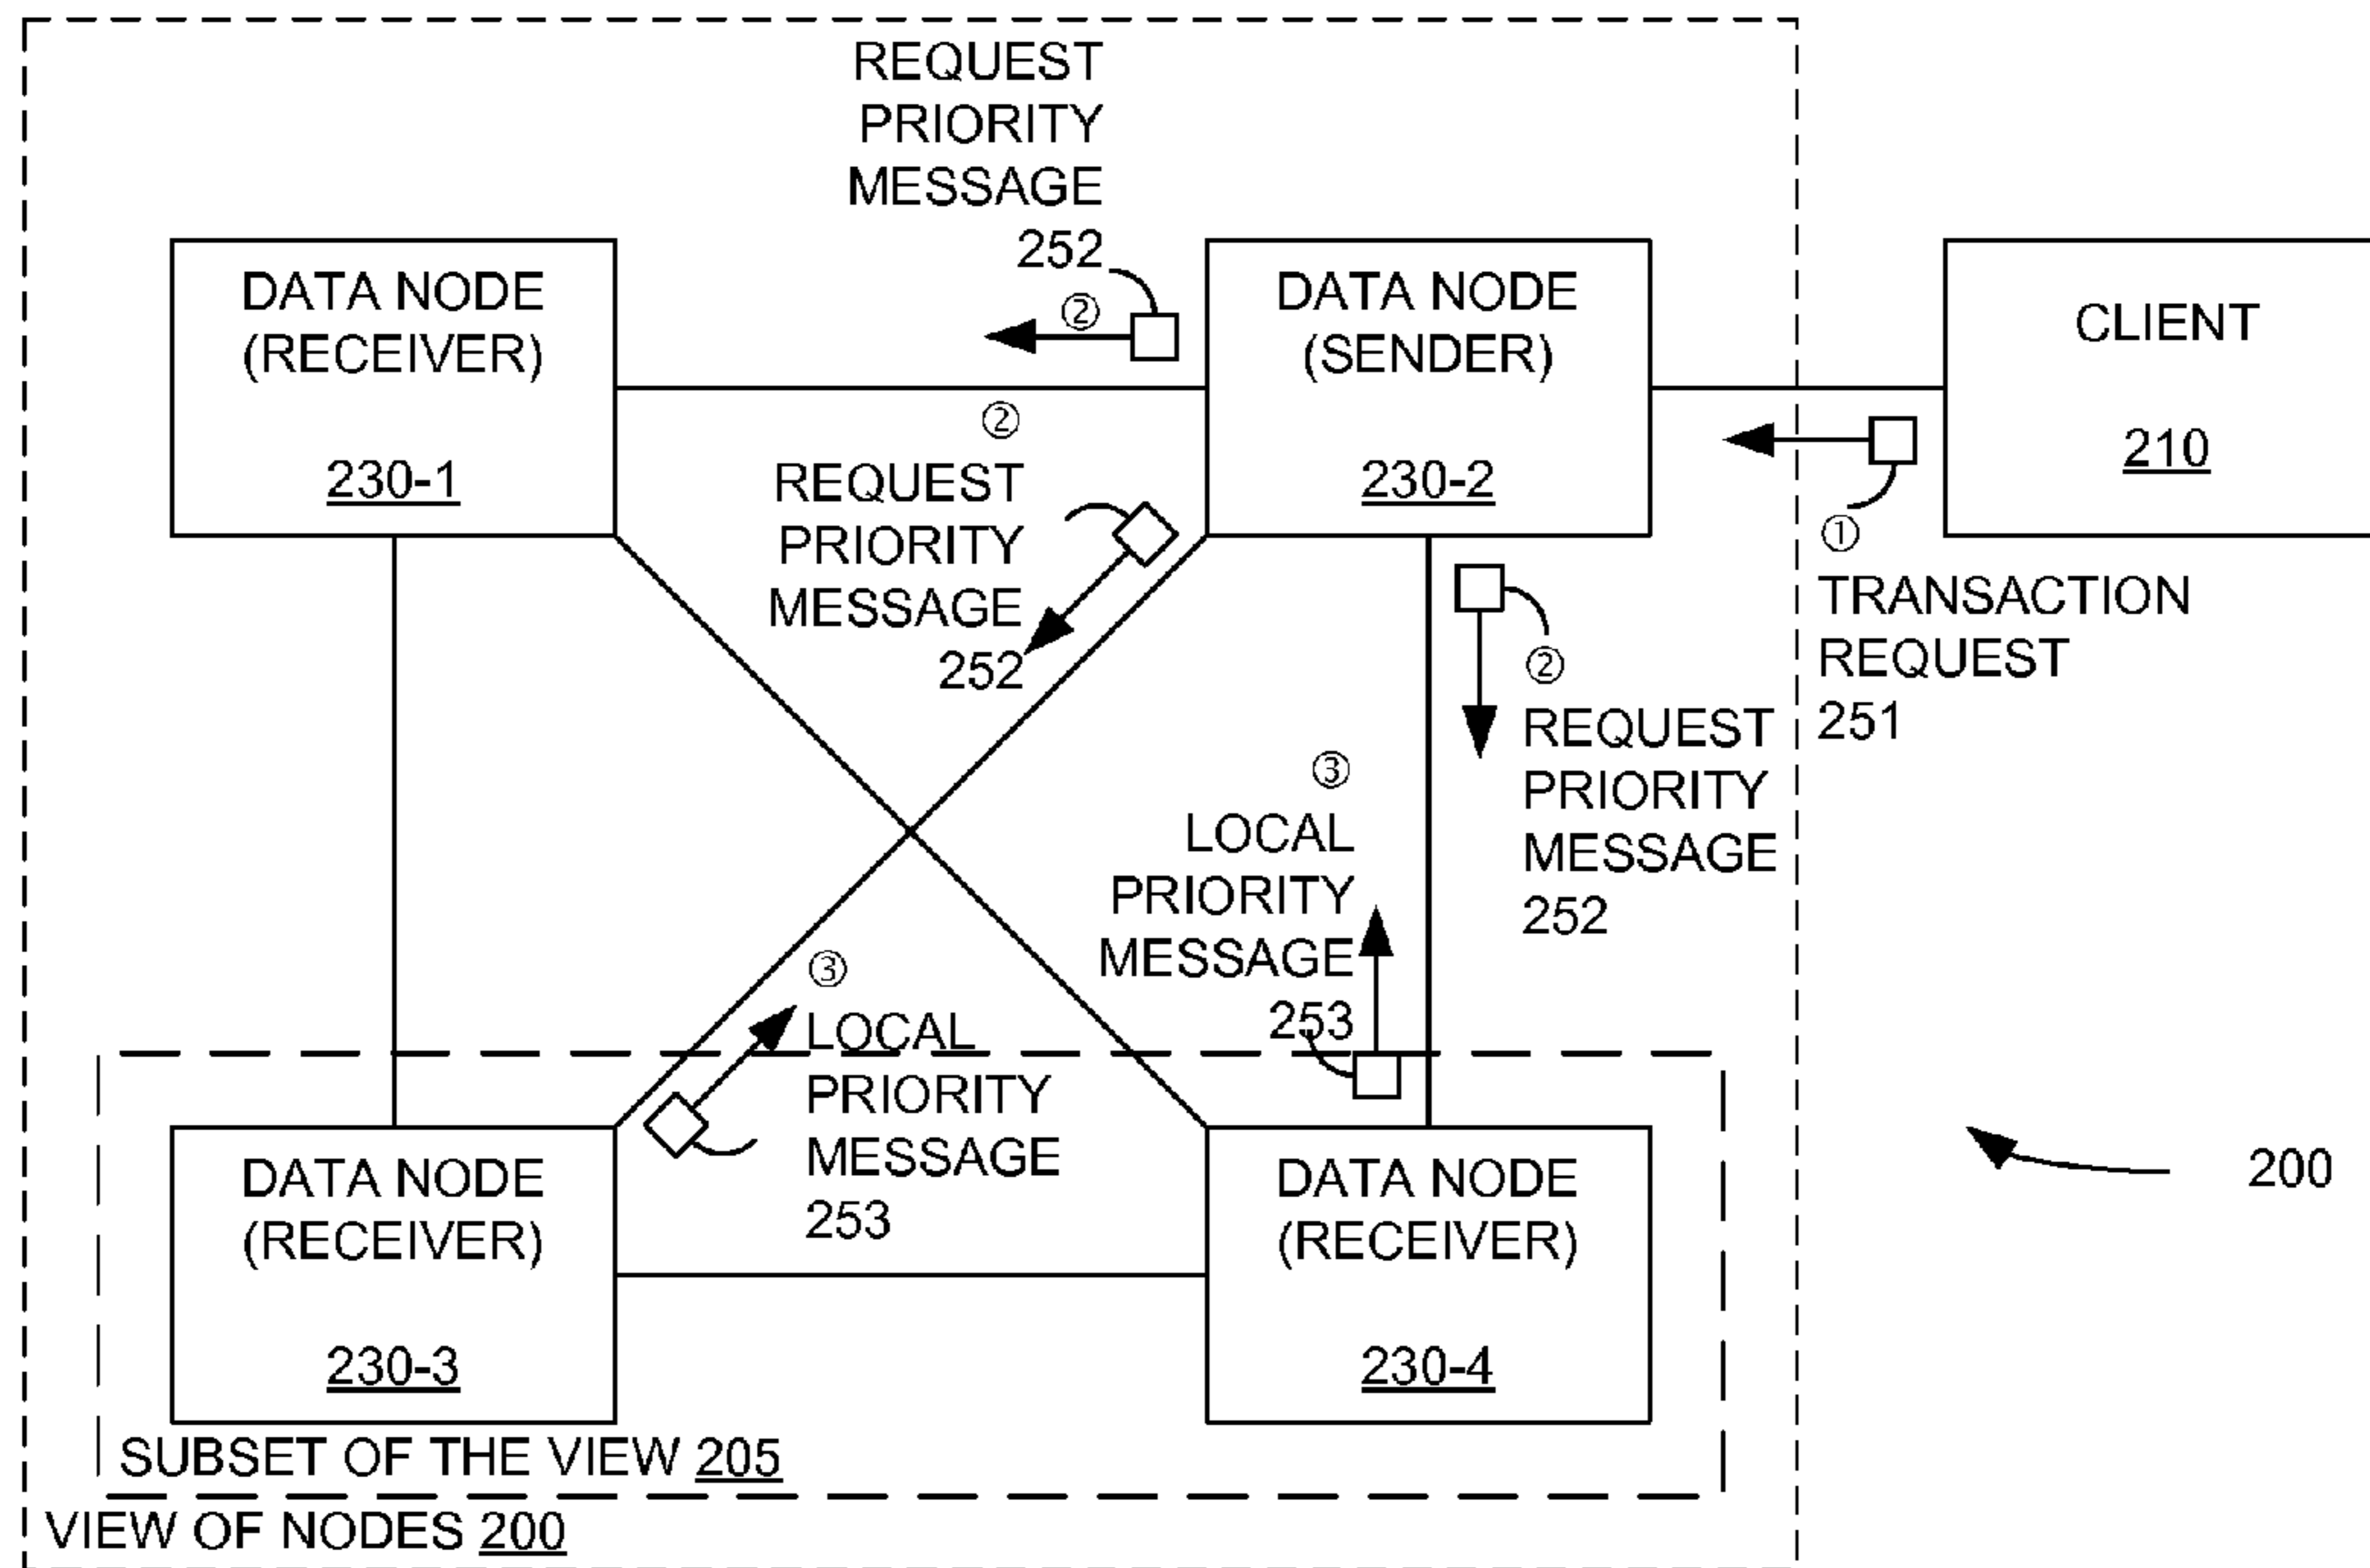 REQUEST
PRIORITY
MESSAGE
252
②
DATA NODE
(RECEIVER)
230-1
DATA NODE
(SENDER)
230-2
CLIENT
210
②
REQUEST
PRIORITY
MESSAGE
252
①
TRANSACTION
REQUEST
251
②
REQUEST
PRIORITY
MESSAGE
252
③
LOCAL
PRIORITY
MESSAGE
253
③
LOCAL
PRIORITY
MESSAGE
253
200
DATA NODE
(RECEIVER)
230-3
DATA NODE
(RECEIVER)
230-4
SUBSET OF THE VIEW 205
VIEW OF NODES 200